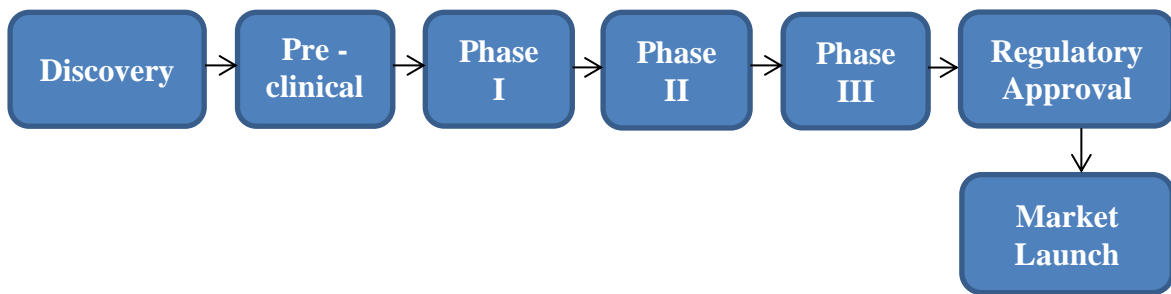 Discovery
Pre -
clinical
Phase
I
Phase
II
Phase
III
Regulatory
Approval
Market
Launch